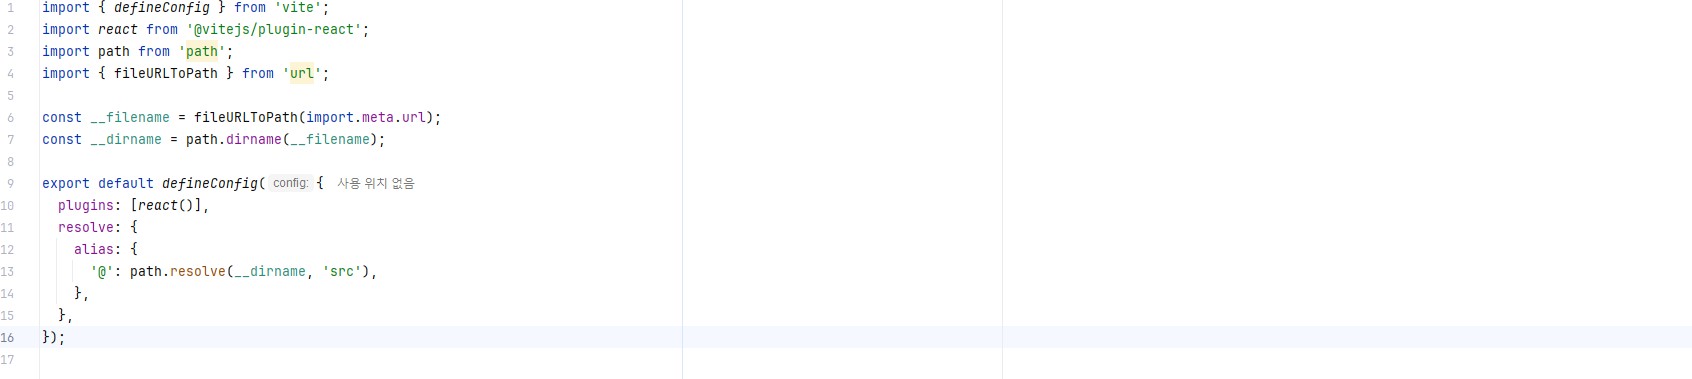 1 import { defineConfig } from 'vite';
2 import react from '@vitejs/plugin-react';
3 import path from 'path';
4 import { fileURLToPath } from 'url';
5
6 const __filename = fileURLToPath(import.meta.url);
7 const __dirname = path.dirname(__filename);
8
9 export default defineConfig( config: { 사용 위치 없음
10   plugins: [react()],
11   resolve: {
12     alias: {
13       '@': path.resolve(__dirname, 'src'),
14     },
15   },
16 });
17